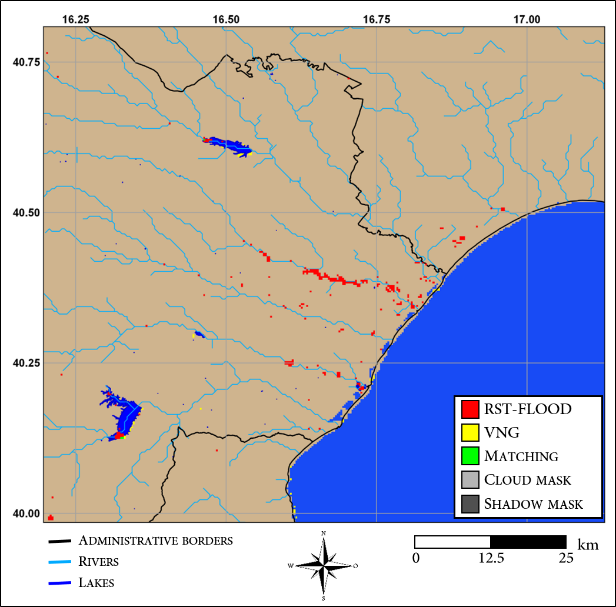 16.25 16.50 16.75 17.00
40.75
40.50
40.25
40.00
RST-FLOOD
VNG
MATCHING
CLOUD MASK
SHADOW MASK
ADMINISTRATIVE BORDERS
RIVERS
LAKES
N
W O
S
0 12.5 25 km